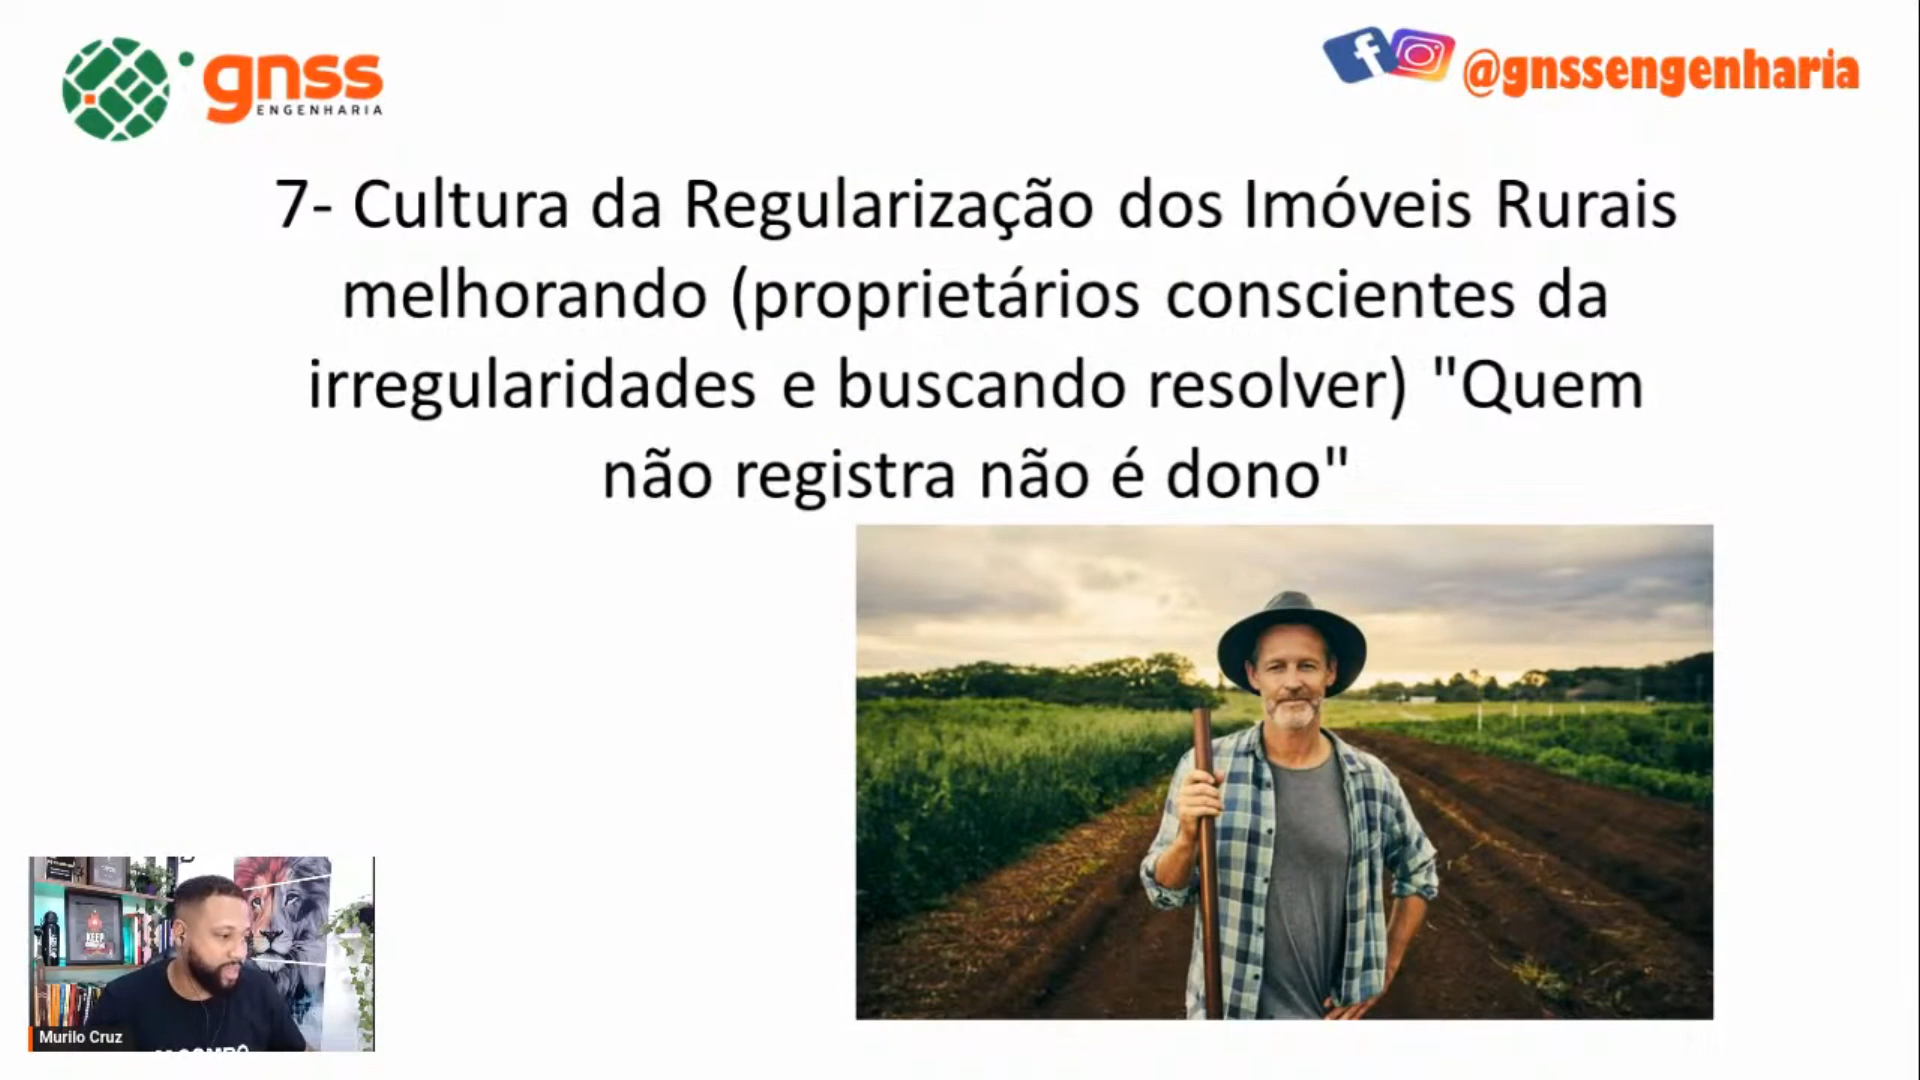 gnss
ENGENHARIA
@gnssengenharia
7- Cultura da Regularização dos Imóveis Rurais
melhorando (proprietários conscientes da
irregularidades e buscando resolver) "Quem
não registra não é dono"
KEEP
Murilo Cruz